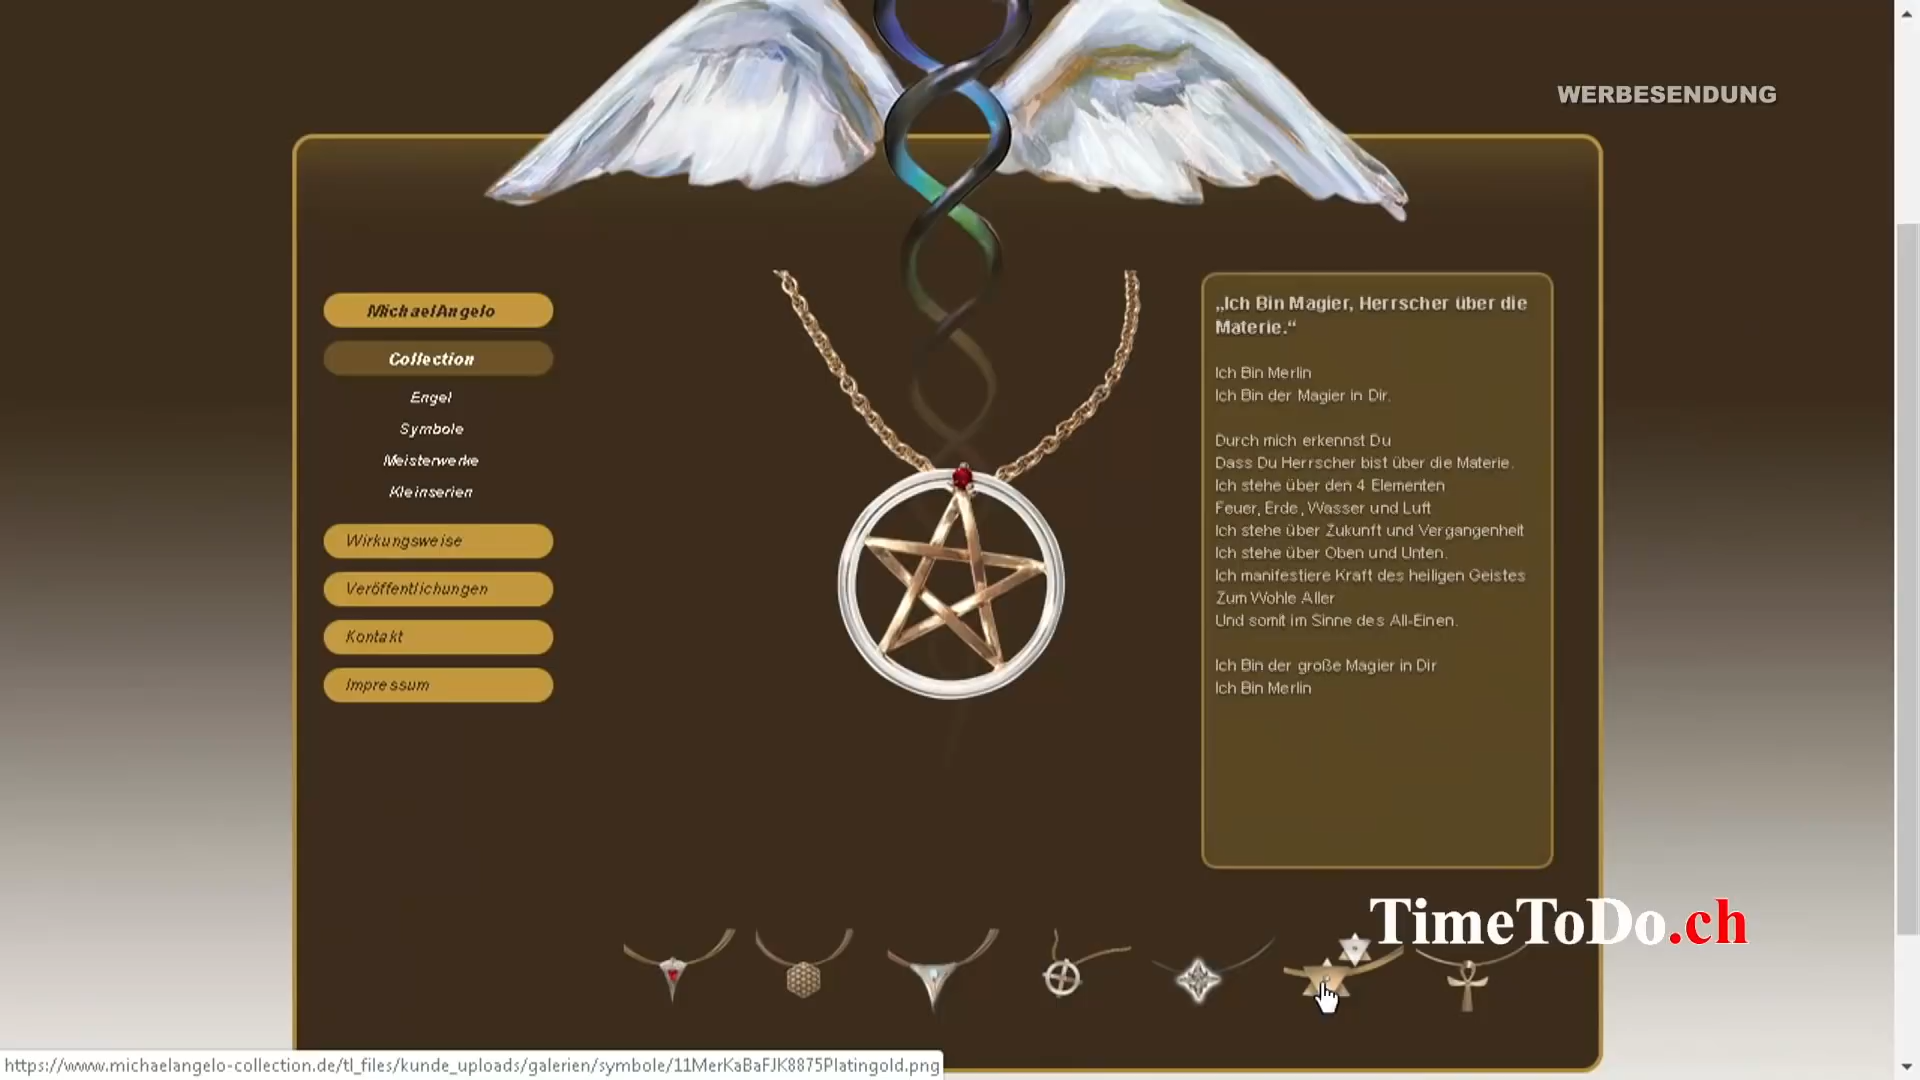 WERBESENDUNG
MichaelAngelo
Collection
Engel
Symbole
Meisterwerke
Kleinserien
Wirkungsweise
Veröffentlichungen
Kontakt
Impressum
„Ich Bin Magier, Herrscher über die
Materie.“
Ich Bin Merlin
Ich Bin der Magier in Dir.
Durch mich erkennst Du
Dass Du Herrscher bist über die Materie.
Ich stehe über den 4 Elementen
Feuer, Erde, Wasser und Luft
Ich stehe über Zukunft und Vergangenheit
Ich stehe über Oben und Unten.
Ich manifestiere Kraft des heiligen Geistes
Zum Wohle Aller
Und somit im Sinne des All-Einen.
Ich Bin der große Magier in Dir
Ich Bin Merlin
TimeToDo.ch
https://www.michaelangelo-collection.de/tl_files/kunde_uploads/galerien/symbole/11MerKaBaFJK8875Platingold.png